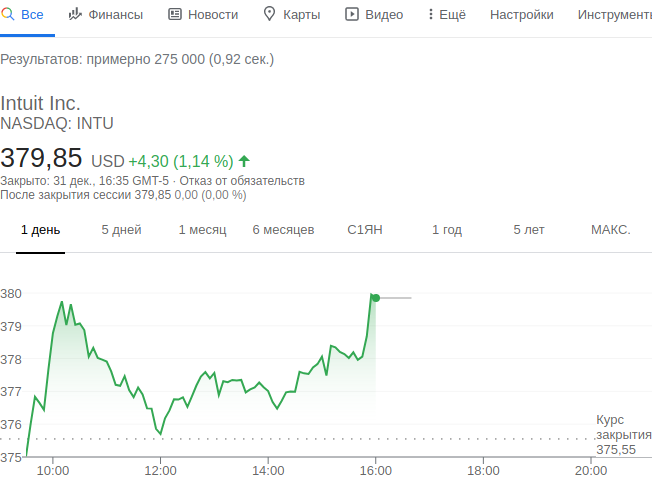 Все Финансы Новости Карты Видео Ещё Настройки Инструменты
Результатов: примерно 275 000 (0,92 сек.)
Intuit Inc.
NASDAQ: INTU
379,85 USD +4,30 (1,14 %)
Закрыто: 31 дек., 16:35 GMT-5 · Отказ от обязательств
После закрытия сессии 379,85 0,00 (0,00 %)
1 день 5 дней 1 месяц 6 месяцев С1ЯН 1 год 5 лет МАКС.
380
379
378
377
376
375
Курс
закрытия
375,55
10:00 12:00 14:00 16:00 18:00 20:00